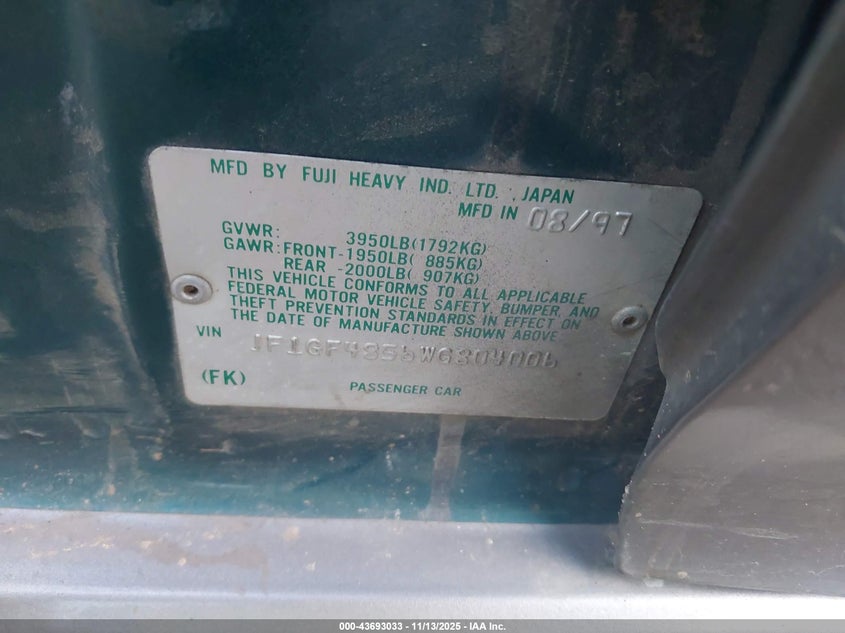 MFD BY FUJI HEAVY IND. LTD. ,JAPAN
MFD IN 08/97
GVWR: 3950LB(1792KG)
GAWR:FRONT-1950LB( 885KG)
REAR -2000LB( 907KG)
THIS VEHICLE CONFORMS TO ALL APPLICABLE
FEDERAL MOTOR VEHICLE SAFETY, BUMPER, AND
THEFT PREVENTION STANDARDS IN EFFECT ON
THE DATE OF MANUFACTURE SHOWN ABOVE
VIN
(FK) PASSENGER CAR
000-43693033 - 11/13/2025 - IAA Inc.